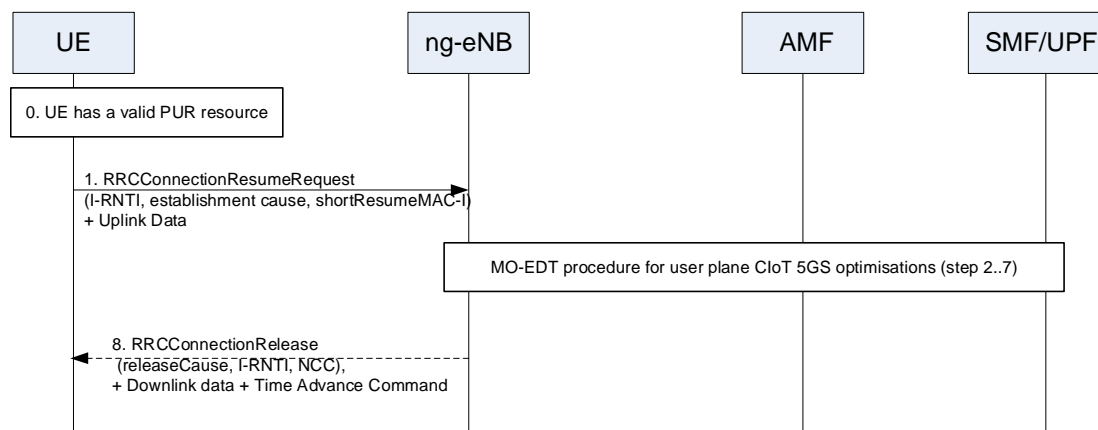 UE
ng-eNB
AMF
SMF/UPF
0. UE has a valid PUR resource
1. RRCConnectionResumeRequest
(I-RNTI, establishment cause, shortResumeMAC-I)
+ Uplink Data
MO-EDT procedure for user plane CIoT 5GS optimisations (step 2..7)
8. RRCConnectionRelease
(releaseCause, I-RNTI, NCC),
+ Downlink data + Time Advance Command